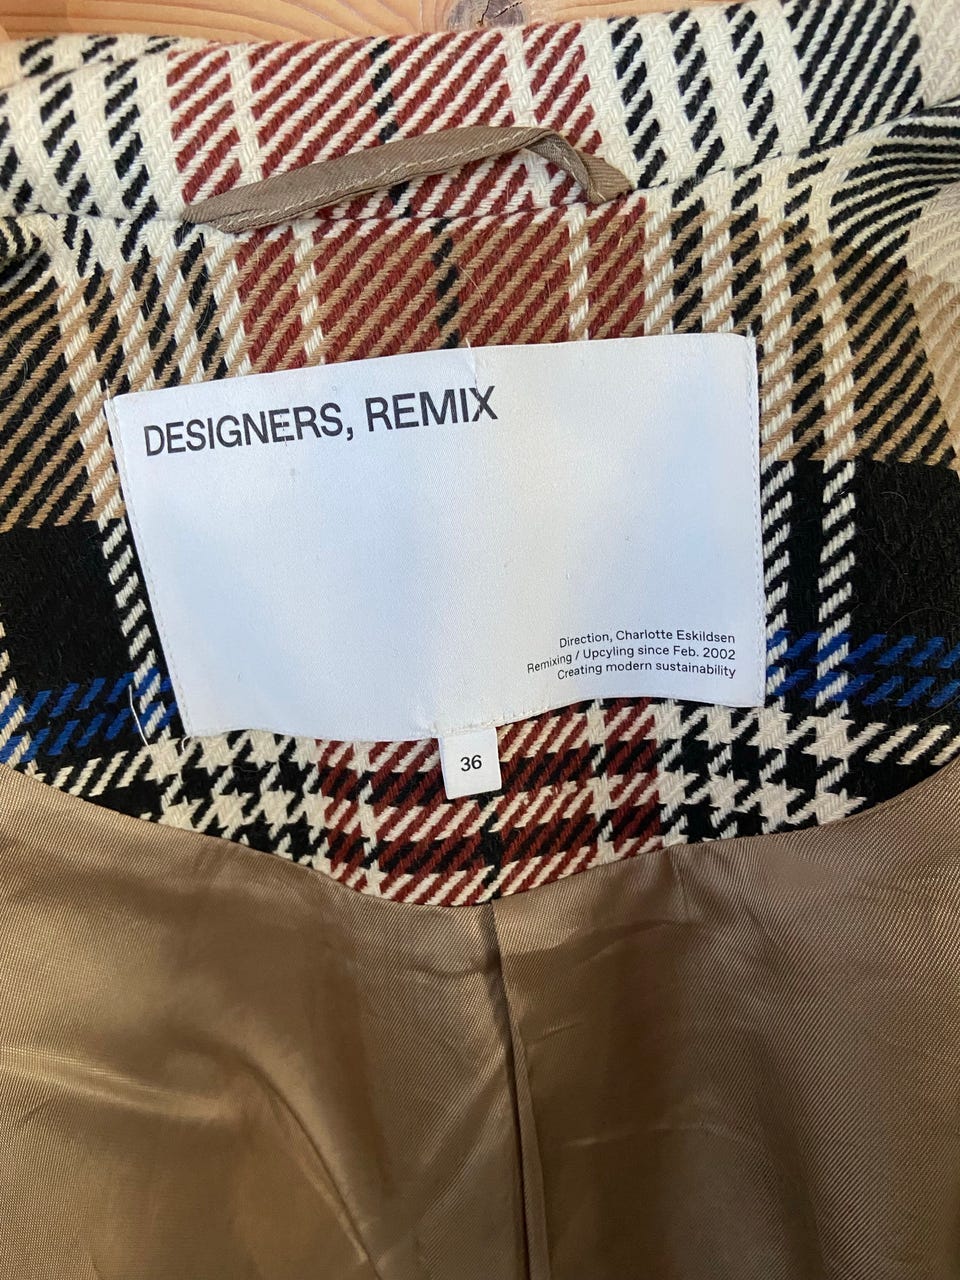 DESIGNERS, REMIX
Direction, Charlotte Eskildsen
Remixing / Upcyling since Feb. 2002
Creating modern sustainability
36